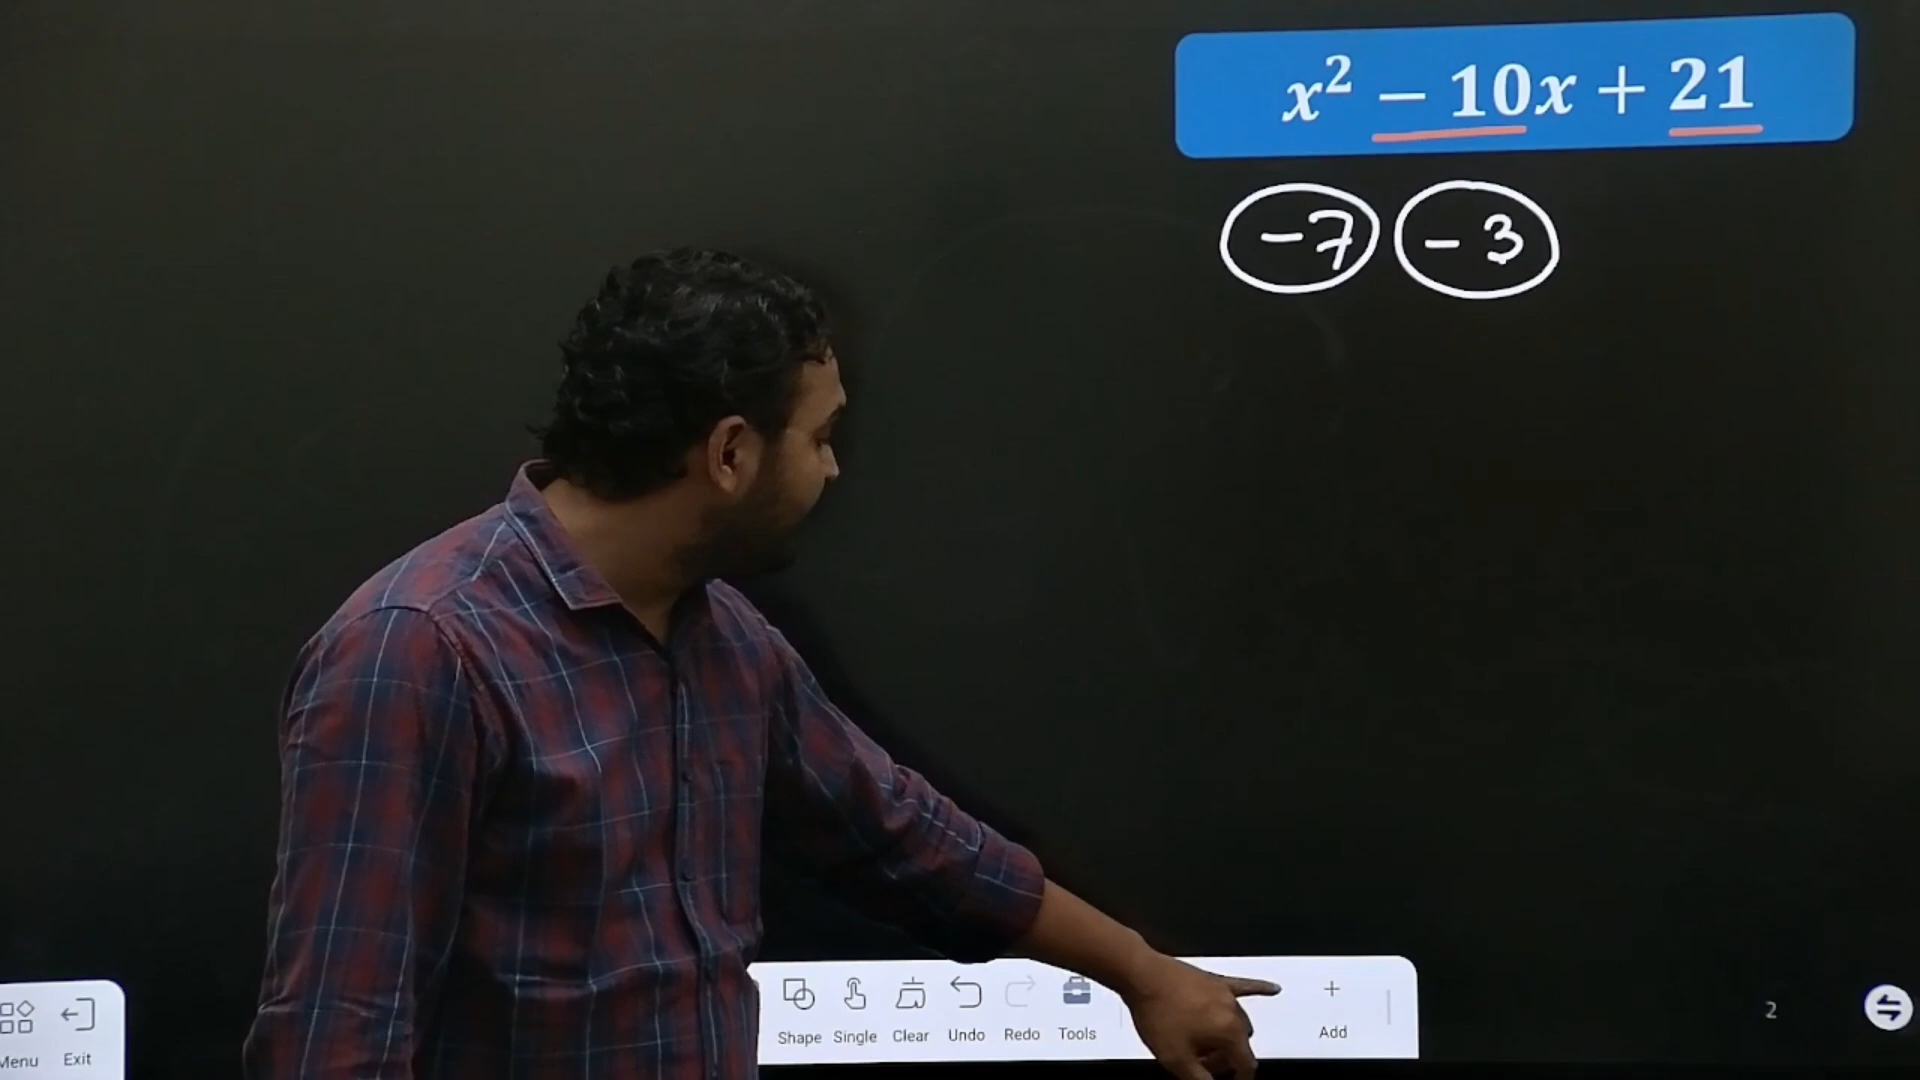 x² – 10x + 21
-7 -3
Shape Single Clear Undo Redo Tools Add
2
Menu Exit